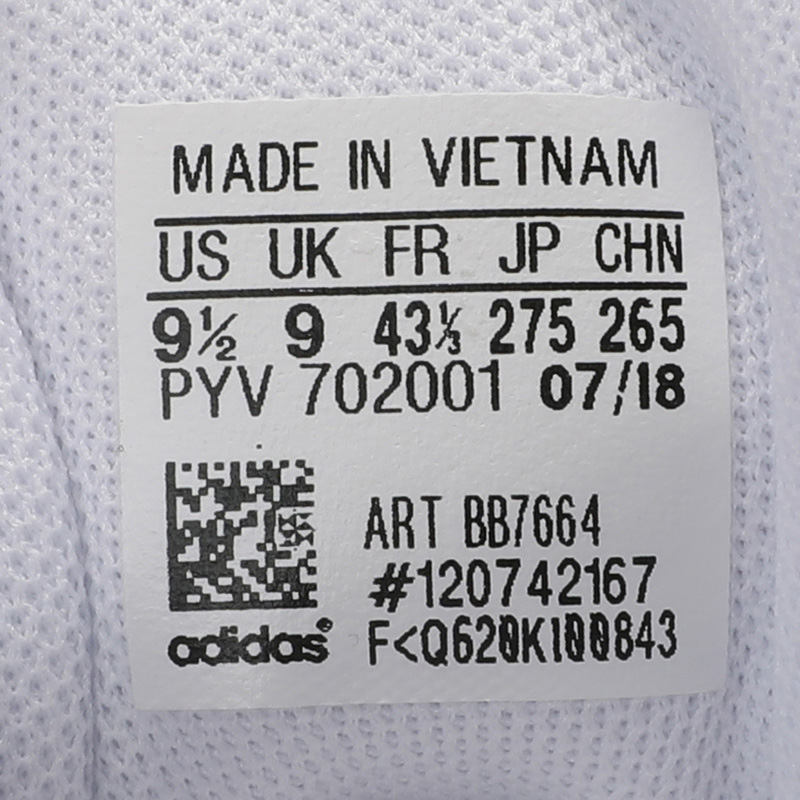 MADE IN VIETNAM
US UK FR JP CHN
9½ 9 43⅓ 275 265
PYV 702001 07/18
ART BB7664
#120742167
adidas® F<Q620K100843